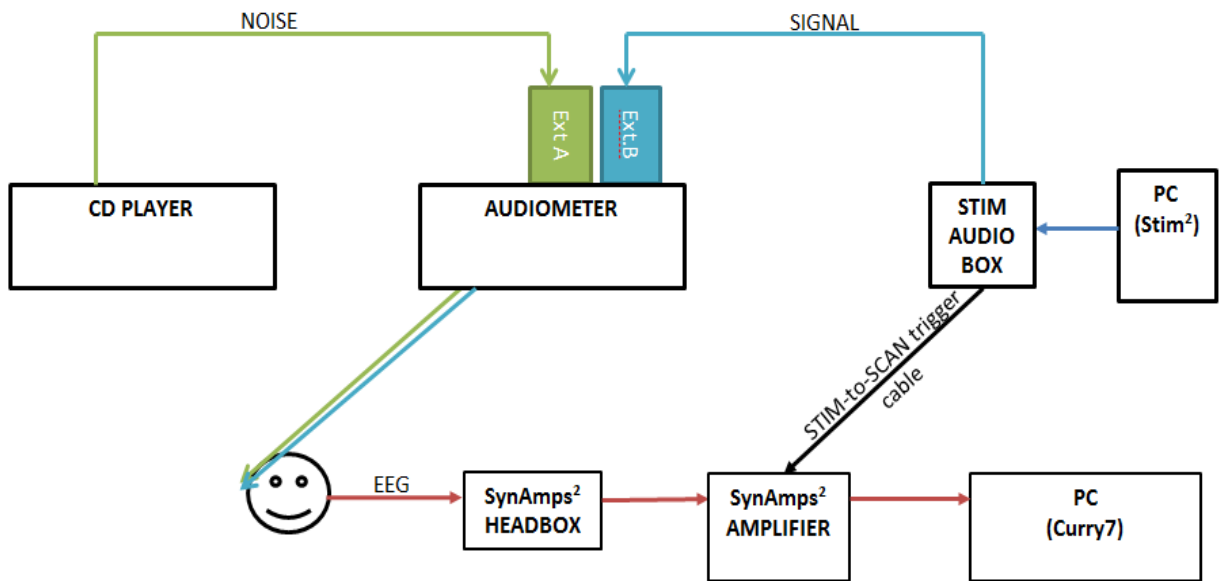 NOISE
SIGNAL
Ext A
Ext.B
CD PLAYER
AUDIOMETER
STIM
AUDIO
BOX
PC
(Stim²)
STIM-to-SCAN trigger
cable
EEG
SynAmps²
HEADBOX
SynAmps²
AMPLIFIER
PC
(Curry7)